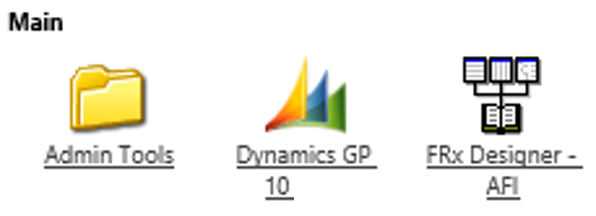 Main
Admin Tools
Dynamics GP
10
FRx Designer -
AFI